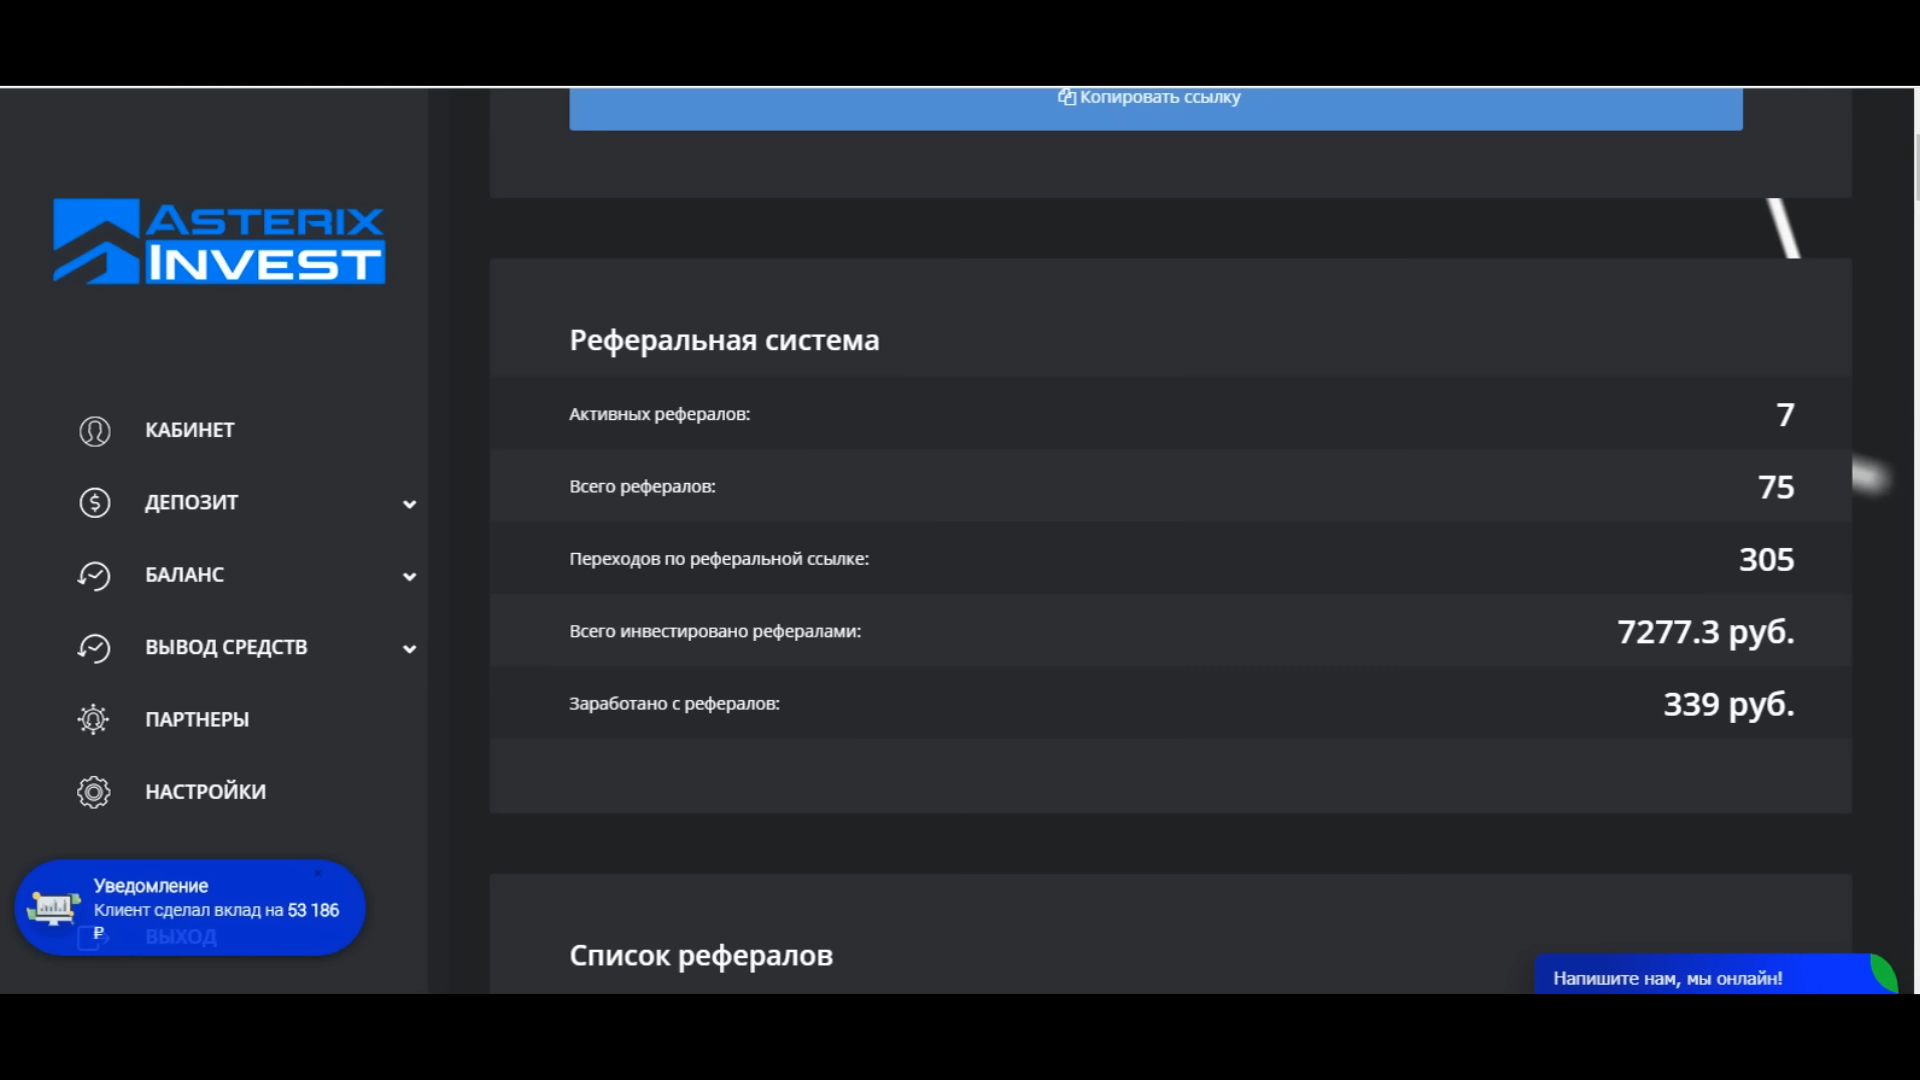 Копировать ссылку
ASTERIX
INVEST
КАБИНЕТ
ДЕПОЗИТ
БАЛАНС
ВЫВОД СРЕДСТВ
ПАРТНЕРЫ
НАСТРОЙКИ
ВЫХОД
Уведомление
Клиент сделал вклад на 53 186
₽
Реферальная система
Активных рефералов: 7
Всего рефералов: 75
Переходов по реферальной ссылке: 305
Всего инвестировано рефералами: 7277.3 руб.
Заработано с рефералов: 339 руб.
Список рефералов
Напишите нам, мы онлайн!